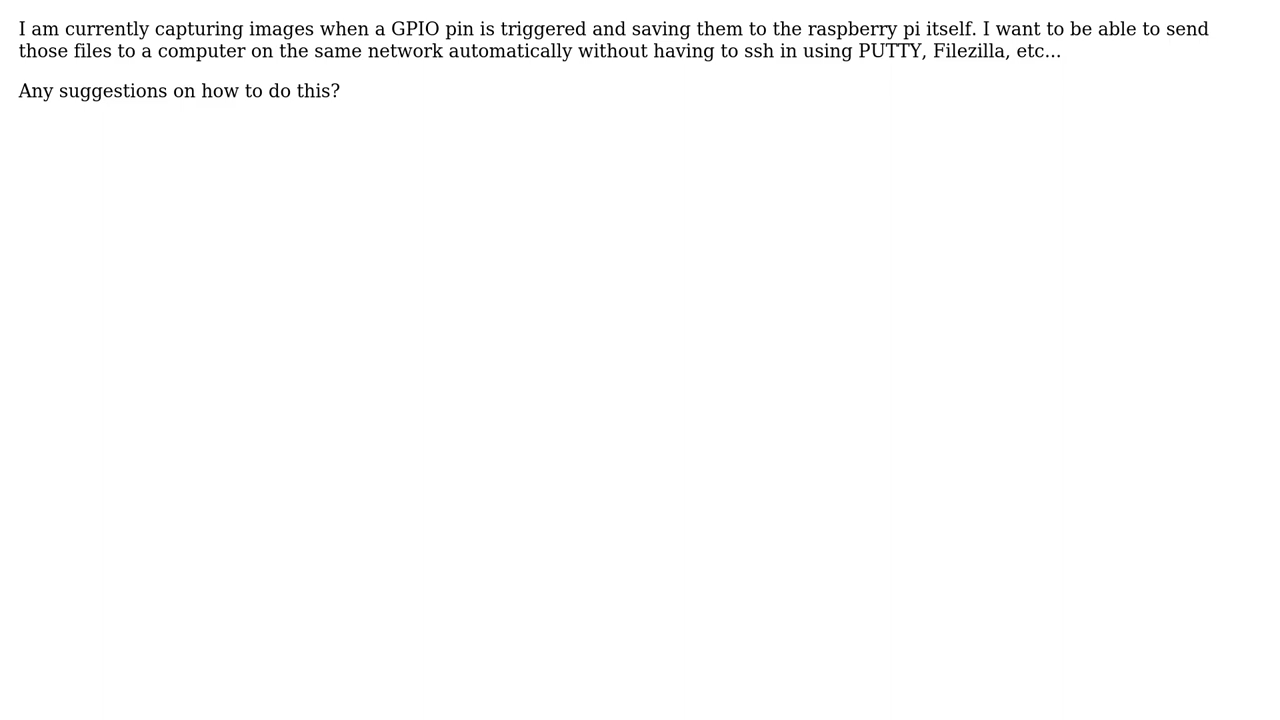 I am currently capturing images when a GPIO pin is triggered and saving them to the raspberry pi itself. I want to be able to send
those files to a computer on the same network automatically without having to ssh in using PUTTY, Filezilla, etc...
Any suggestions on how to do this?